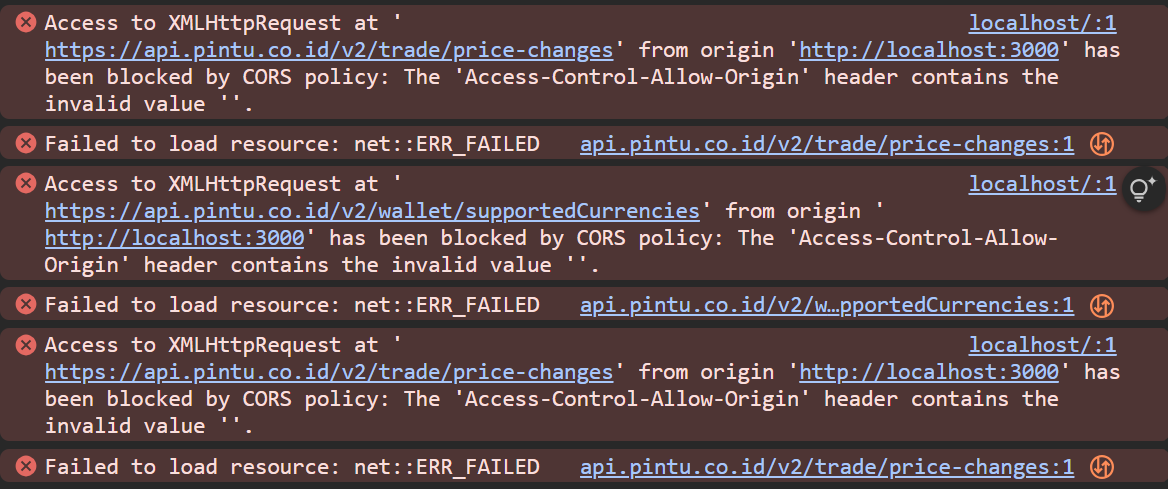 Access to XMLHttpRequest at ' localhost/:1
https://api.pintu.co.id/v2/trade/price-changes' from origin 'http://localhost:3000' has
been blocked by CORS policy: The 'Access-Control-Allow-Origin' header contains the
invalid value ''.
Failed to load resource: net::ERR_FAILED api.pintu.co.id/v2/trade/price-changes:1
Access to XMLHttpRequest at ' localhost/:1
https://api.pintu.co.id/v2/wallet/supportedCurrencies' from origin '
http://localhost:3000' has been blocked by CORS policy: The 'Access-Control-Allow-
Origin' header contains the invalid value ''.
Failed to load resource: net::ERR_FAILED api.pintu.co.id/v2/w…pportedCurrencies:1
Access to XMLHttpRequest at ' localhost/:1
https://api.pintu.co.id/v2/trade/price-changes' from origin 'http://localhost:3000' has
been blocked by CORS policy: The 'Access-Control-Allow-Origin' header contains the
invalid value ''.
Failed to load resource: net::ERR_FAILED api.pintu.co.id/v2/trade/price-changes:1